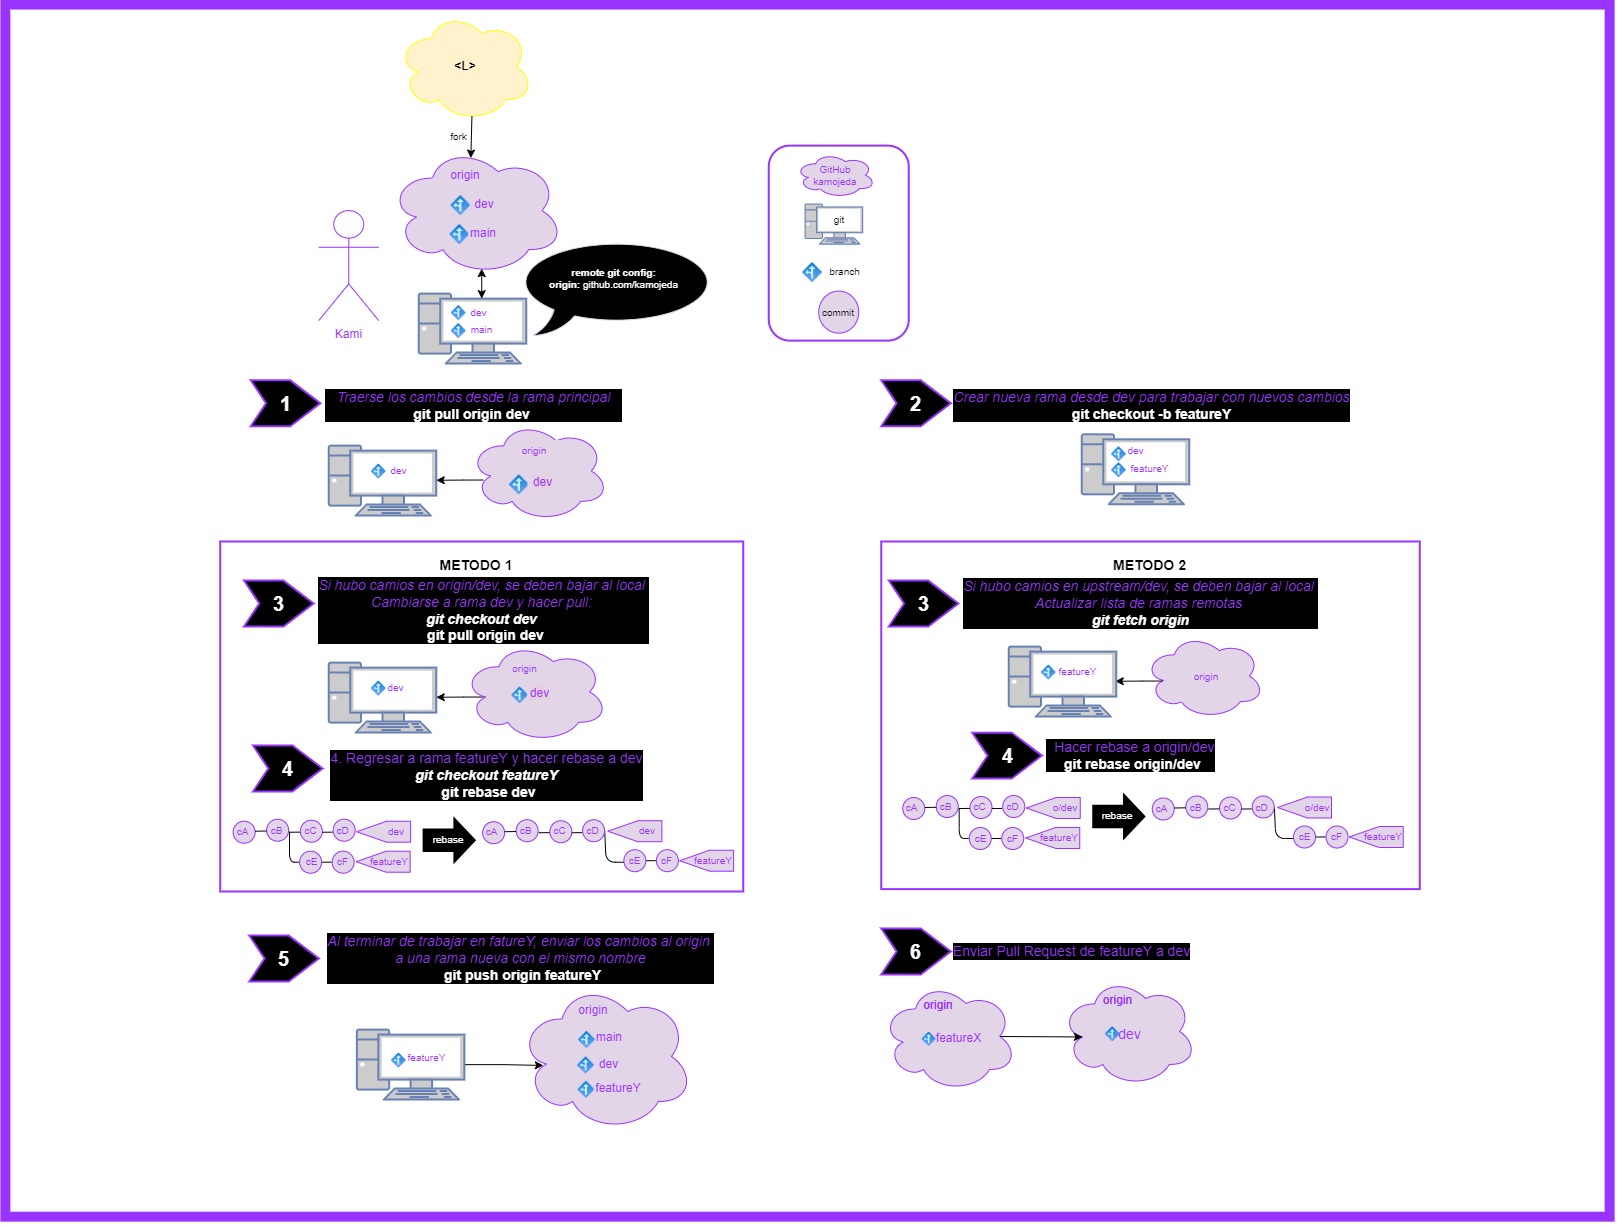 <L>
fork
origin
dev
main
Kami
remote git config:
origin: github.com/kamojeda
dev
main
GitHub
kamojeda
git
branch
commit
1
Traerse los cambios desde la rama principal
git pull origin dev
dev
origin
dev
2
Crear nueva rama desde dev para trabajar con nuevos cambios
git checkout -b featureY
dev
featureY
METODO 1
3
Si hubo camios en origin/dev, se deben bajar al local
Cambiarse a rama dev y hacer pull:
git checkout dev
git pull origin dev
dev
origin
dev
4
4. Regresar a rama featureY y hacer rebase a dev
git checkout featureY
git rebase dev
cA cB cC cD dev
cE cF featureY
rebase
cA cB cC cD dev
cE cF featureY
METODO 2
3
Si hubo camios en upstream/dev, se deben bajar al local
Actualizar lista de ramas remotas
git fetch origin
featureY
origin
4
Hacer rebase a origin/dev
git rebase origin/dev
cA cB cC cD o/dev
cE cF featureY
rebase
cA cB cC cD o/dev
cE cF featureY
5
Al terminar de trabajar en fatureY, enviar los cambios al origin
a una rama nueva con el mismo nombre
git push origin featureY
featureY
origin
main
dev
featureY
6
Enviar Pull Request de featureY a dev
origin
featureX
origin
dev